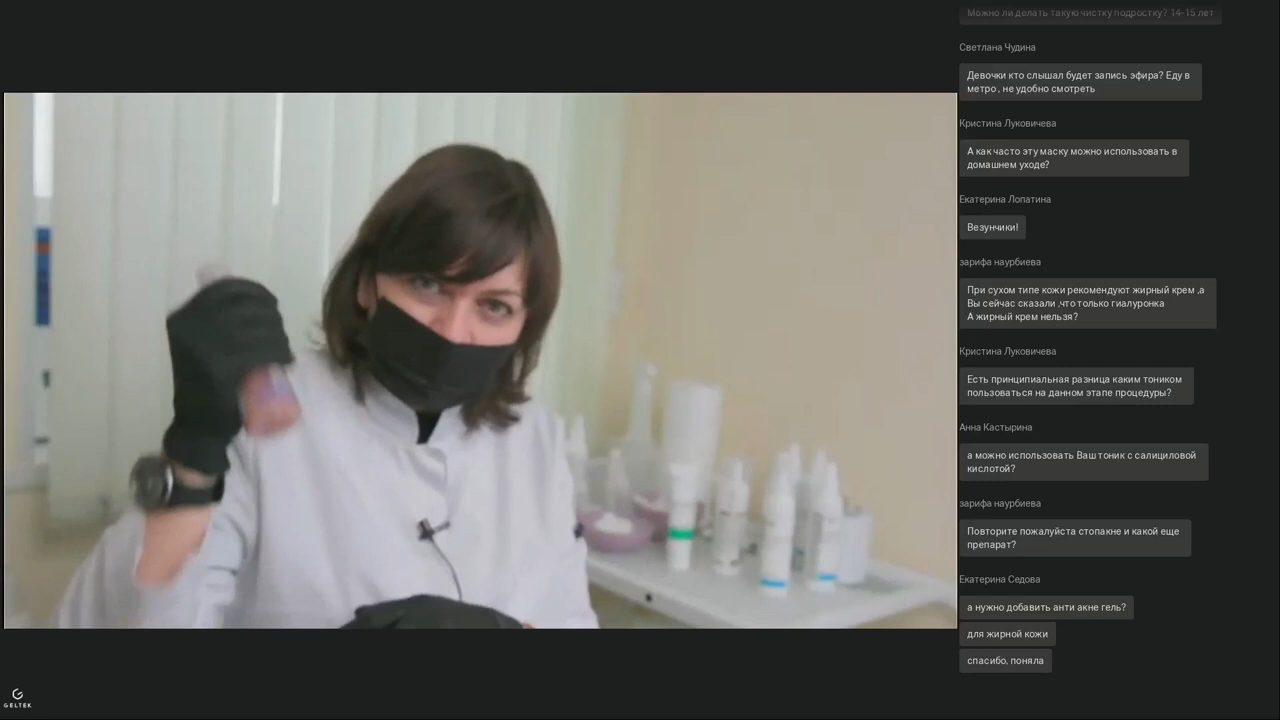 Можно ли делать такую чистку подростку? 14-15 лет
Светлана Чудина
Девочки кто слышал будет запись эфира? Еду в
метро , не удобно смотреть
Кристина Луковичева
А как часто эту маску можно использовать в
домашнем уходе?
Екатерина Лопатина
Везунчики!
зарифа наурбиева
При сухом типе кожи рекомендуют жирный крем ,а
Вы сейчас сказали ,что только гиалуронка
А жирный крем нельзя?
Кристина Луковичева
Есть принципиальная разница каким тоником
пользоваться на данном этапе процедуры?
Анна Кастырина
а можно использовать Ваш тоник с салициловой
кислотой?
зарифа наурбиева
Повторите пожалуйста стопакне и какой еще
препарат?
Екатерина Седова
а нужно добавить анти акне гель?
для жирной кожи
спасибо, поняла
GELTEK